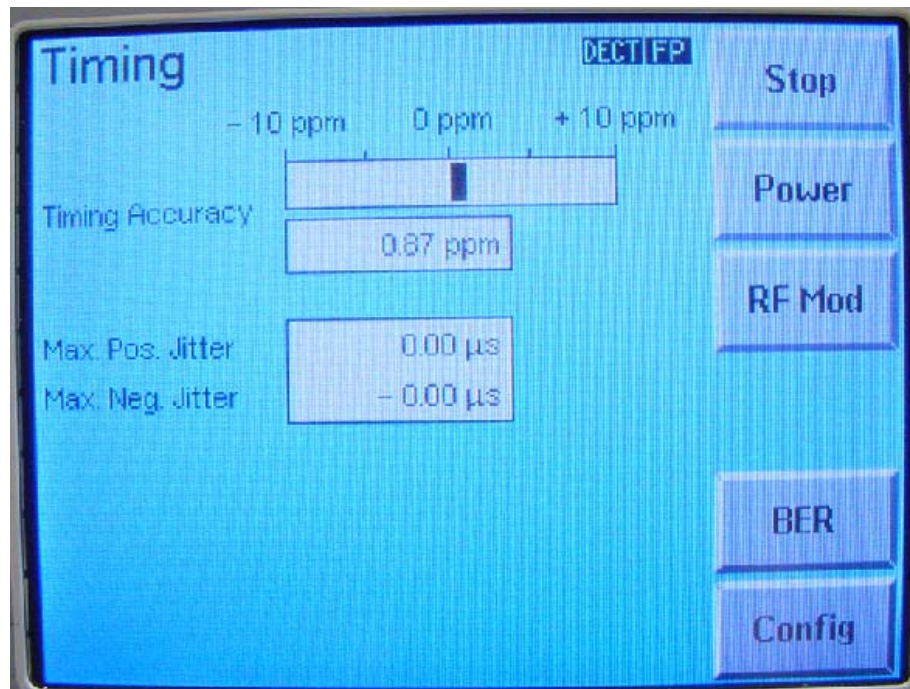 Timing
DECT FP
– 10 ppm 0 ppm + 10 ppm
Timing Accuracy
0.87 ppm
Max. Pos. Jitter 0.00 µs
Max. Neg. Jitter – 0.00 µs
Stop
Power
RF Mod
BER
Config